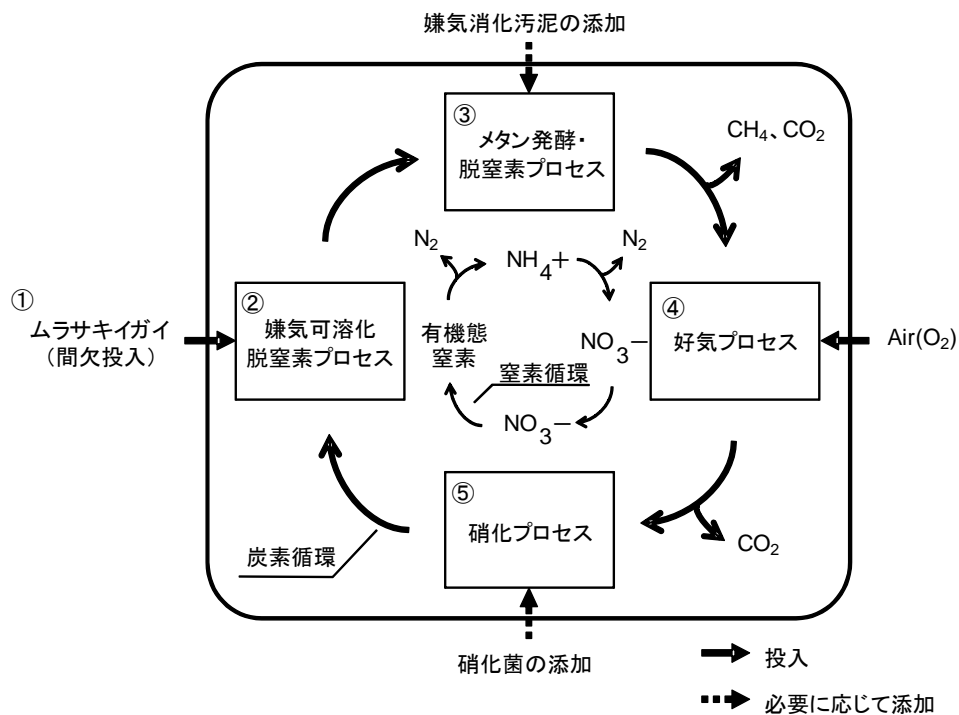 嫌気消化汚泥の添加
③
メタン発酵・
脱窒素プロセス
CH4、CO2
N2
NH4+
N2
①
ムラサキイガイ
（間欠投入）
②
嫌気可溶化
脱窒素プロセス
有機態
窒素
NO3−
④
好気プロセス
Air(O2)
窒素循環
NO3−
⑤
硝化プロセス
炭素循環
CO2
硝化菌の添加
投入
必要に応じて添加